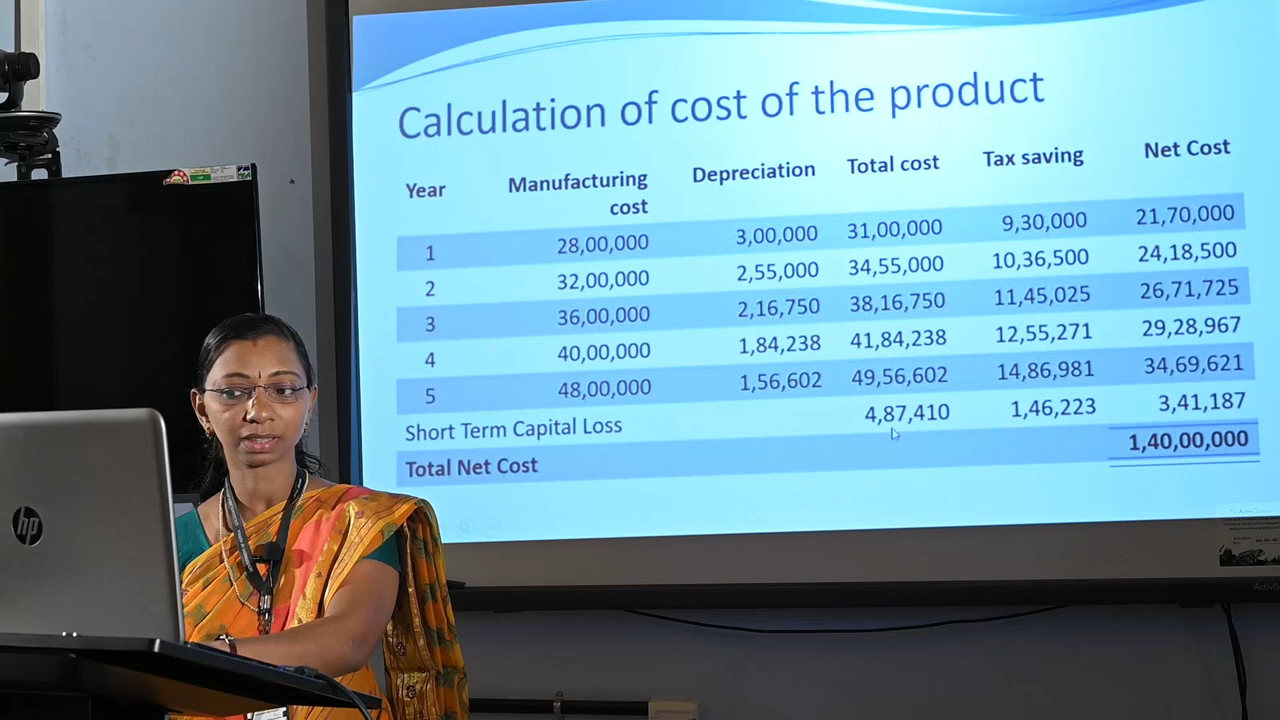 Calculation of cost of the product
Year Manufacturing cost Depreciation Total cost Tax saving Net Cost
1 28,00,000 3,00,000 31,00,000 9,30,000 21,70,000
2 32,00,000 2,55,000 34,55,000 10,36,500 24,18,500
3 36,00,000 2,16,750 38,16,750 11,45,025 26,71,725
4 40,00,000 1,84,238 41,84,238 12,55,271 29,28,967
5 48,00,000 1,56,602 49,56,602 14,86,981 34,69,621
Short Term Capital Loss 4,87,410 1,46,223 3,41,187
Total Net Cost 1,40,00,000
hp